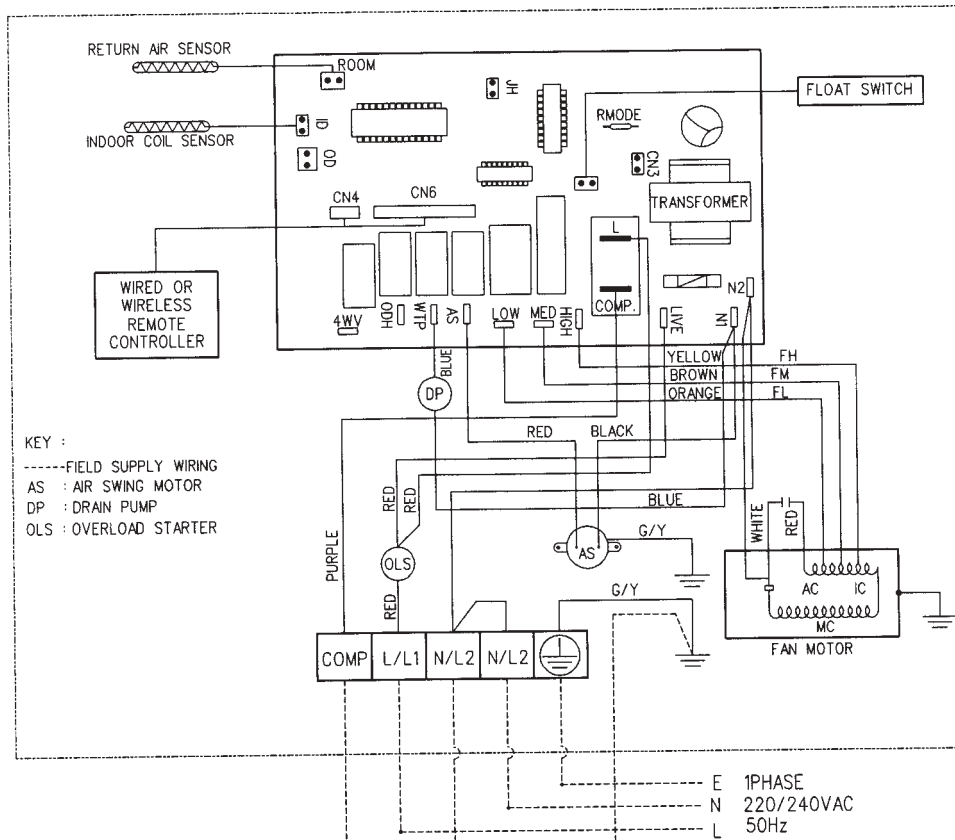 RETURN AIR SENSOR
ROOM
JH
FLOAT SWITCH
RMODE
INDOOR COIL SENSOR
ID
OD
CN3
CN4
CN6
TRANSFORMER
L
WIRED OR
WIRELESS
REMOTE
CONTROLLER
4WV
ODH
WTP
AS
LOW
MED
HIGH
COMP.
LIVE
N1
N2
BLUE
YELLOW FH
BROWN FM
ORANGE FL
DP
RED
BLACK
KEY :
------FIELD SUPPLY WIRING
AS : AIR SWING MOTOR
DP : DRAIN PUMP
OLS : OVERLOAD STARTER
RED
RED
BLUE
WHITE
RED
PURPLE
OLS
AS
G/Y
AC
IC
MC
RED
G/Y
FAN MOTOR
COMP
L/L1
N/L2
N/L2
E 1PHASE
N 220/240VAC
L 50Hz